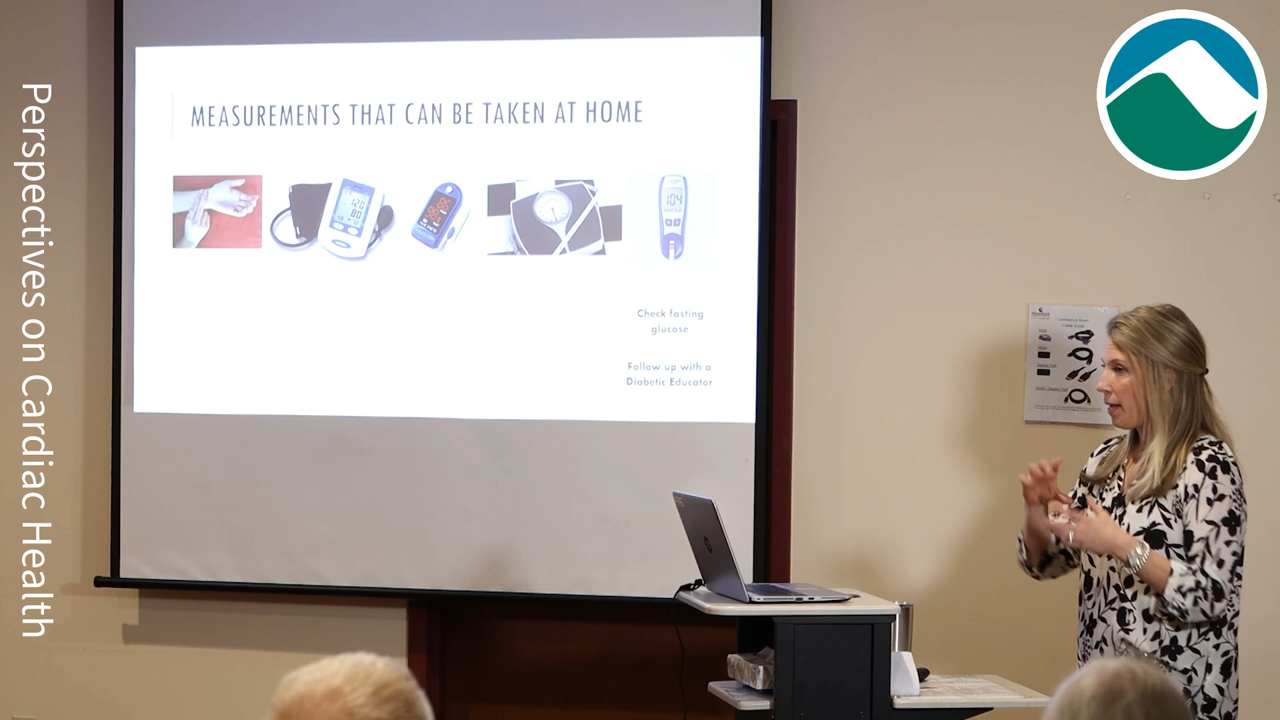 Perspectives on Cardiac Health
MEASUREMENTS THAT CAN BE TAKEN AT HOME
120
80
104
Check fasting
glucose
Follow up with a
Diabetic Educator